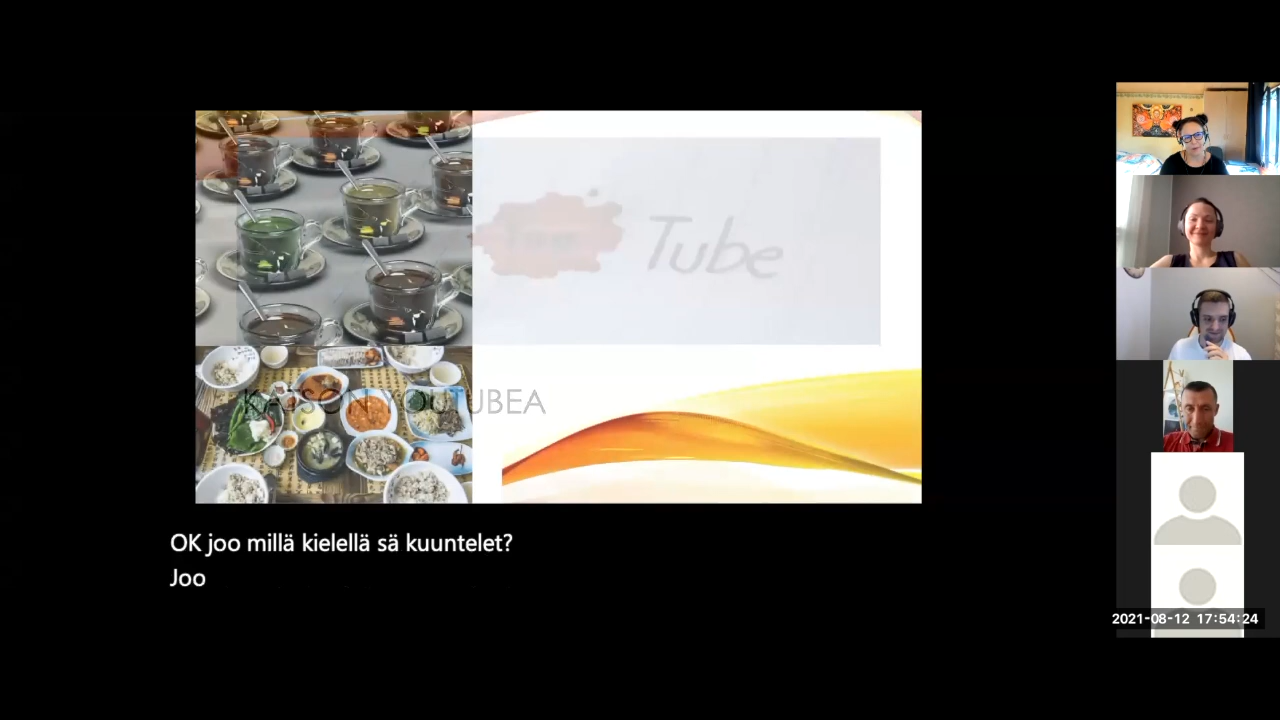 Tube
KATSON YOUTUBEA
OK joo millä kielellä sä kuuntelet?
Joo
2021-08-12 17:54:24